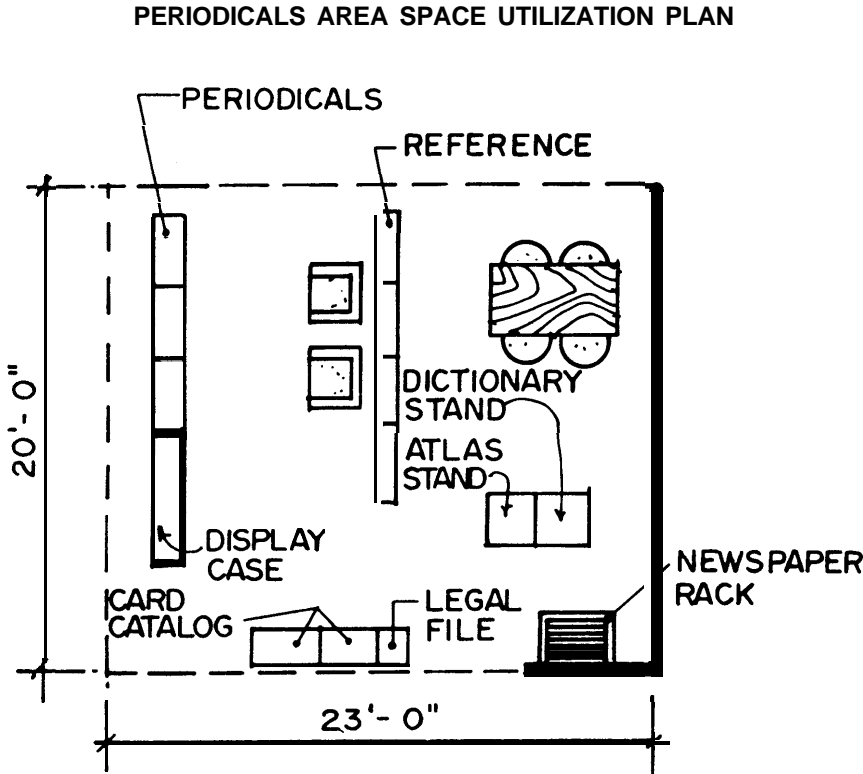 PERIODICALS AREA SPACE UTILIZATION PLAN
PERIODICALS
REFERENCE
20'-0"
DICTIONARY
STAND
ATLAS
STAND
DISPLAY
CASE
NEWSPAPER
RACK
CARD
CATALOG
LEGAL
FILE
23'-0"